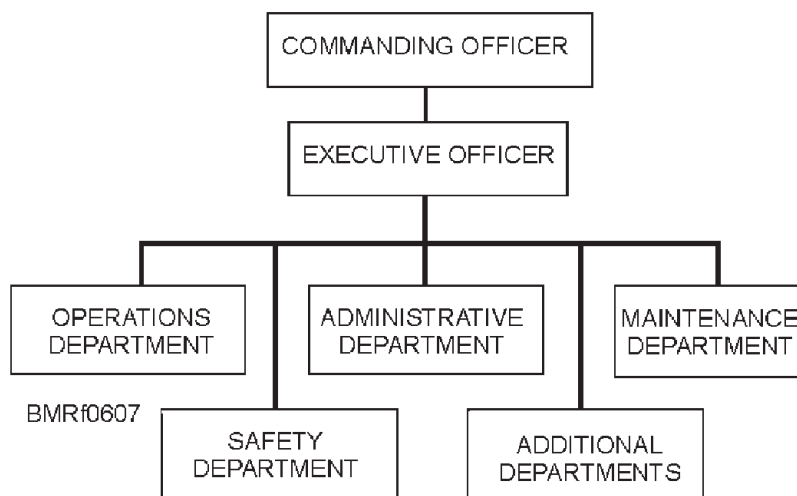 COMMANDING OFFICER
EXECUTIVE OFFICER
OPERATIONS
DEPARTMENT
ADMINISTRATIVE
DEPARTMENT
MAINTENANCE
DEPARTMENT
BMRf0607
SAFETY
DEPARTMENT
ADDITIONAL
DEPARTMENTS